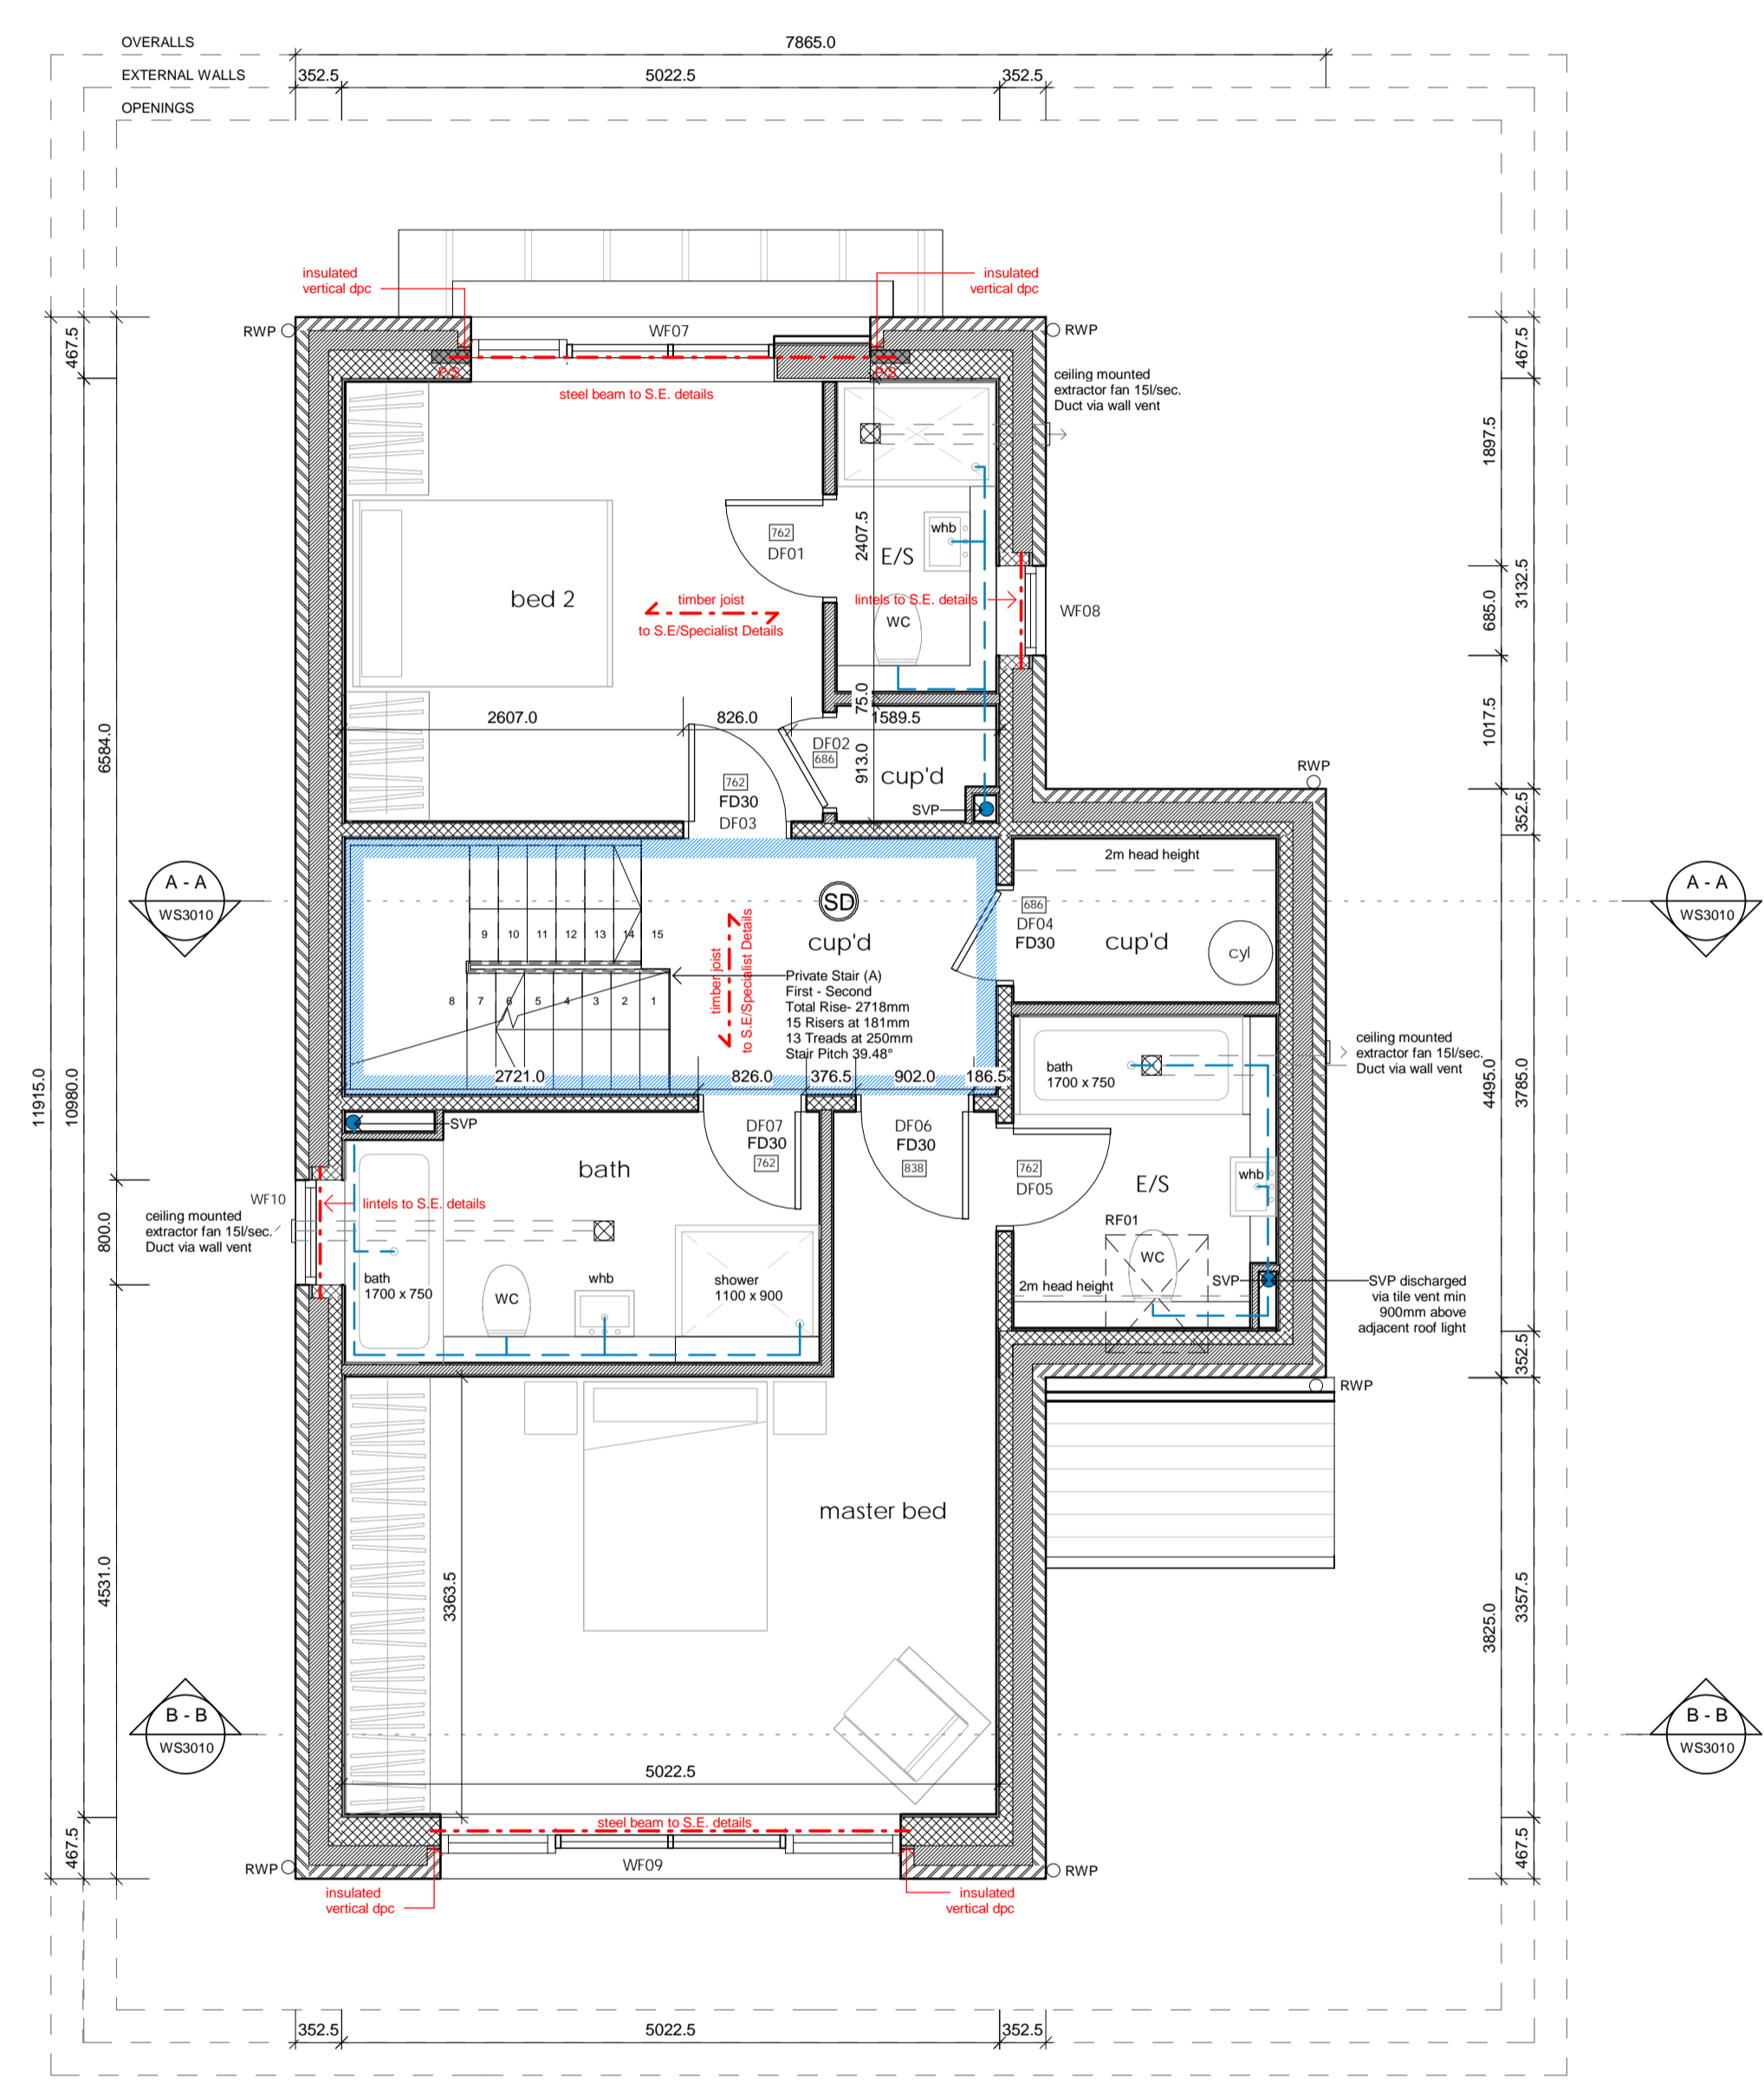 OVERALLS
7865.0
EXTERNAL WALLS
352.5
5022.5
352.5
OPENINGS
insulated
vertical dpc
insulated
vertical dpc
RWP
WF07
RWP
467.5
467.5
P/S
P/S
steel beam to S.E. details
ceiling mounted
extractor fan 15l/sec.
Duct via wall vent
1897.5
762
DF01
2407.5
E/S
whb
bed 2
timber joist
to S.E/Specialist Details
lintels to S.E. details
WC
WF08
685.0
3132.5
75.0
2607.0
826.0
1589.5
1017.5
6584.0
DF02
686
913.0
cup'd
762
FD30
DF03
SVP
RWP
352.5
2m head height
A - A
WS3010
A - A
WS3010
SD
cup'd
686
DF04
FD30
cup'd
cyl
9 10 11 12 13 14 15
8 7 6 5 4 3 2 1
timber joist
to S.E/Specialist Details
Private Stair (A)
First - Second
Total Rise- 2718mm
15 Risers at 181mm
13 Treads at 250mm
Stair Pitch 39.48°
ceiling mounted
extractor fan 15l/sec.
Duct via wall vent
bath
1700 x 750
2721.0
826.0
376.5
902.0
186.5
11915.0
10980.0
4495.0
3785.0
SVP
DF07
FD30
762
DF06
FD30
838
762
DF05
bath
E/S
whb
WF10
lintels to S.E. details
ceiling mounted
extractor fan 15l/sec.
Duct via wall vent
800.0
RF01
WC
bath
1700 x 750
WC
whb
shower
1100 x 900
2m head height
SVP
SVP discharged
via tile vent min
900mm above
adjacent roof light
352.5
RWP
master bed
4531.0
3363.5
3357.5
3825.0
B - B
WS3010
B - B
WS3010
5022.5
steel beam to S.E. details
467.5
467.5
RWP
WF09
RWP
insulated
vertical dpc
insulated
vertical dpc
352.5
5022.5
352.5